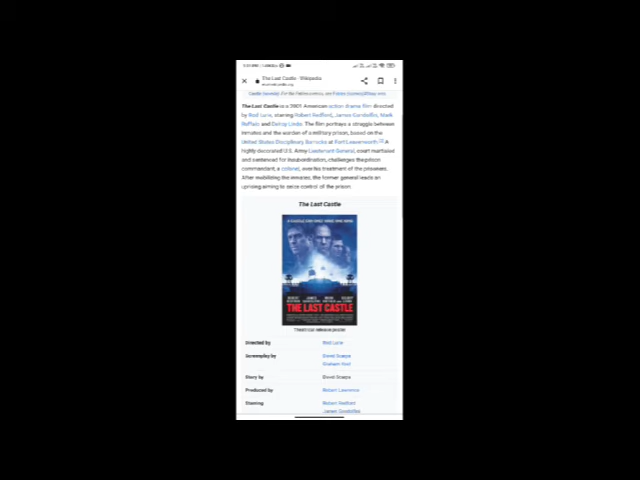 The Last Castle - Wikipedia
The Last Castle is a 2001 American action drama film directed
by Rod Lurie, starring Robert Redford, James Gandolfini, Mark
Ruffalo and Delroy Lindo. The film portrays a struggle between
inmates and the warden of a military prison, based on the
United States Disciplinary Barracks at Fort Leavenworth. A
highly decorated U.S. Army Lieutenant General, court martialed
and sentenced for insubordination, challenges the prison
commandant, a colonel, over his treatment of the prisoners.
After mobilizing the inmates, the former general leads an
uprising aiming to seize control of the prison.
The Last Castle
THE LAST CASTLE
Theatrical release poster
Directed by Rod Lurie
Screenplay by David Scarpa
Graham Yost
Story by David Scarpa
Produced by Robert Lawrence
Starring Robert Redford
James Gandolfini